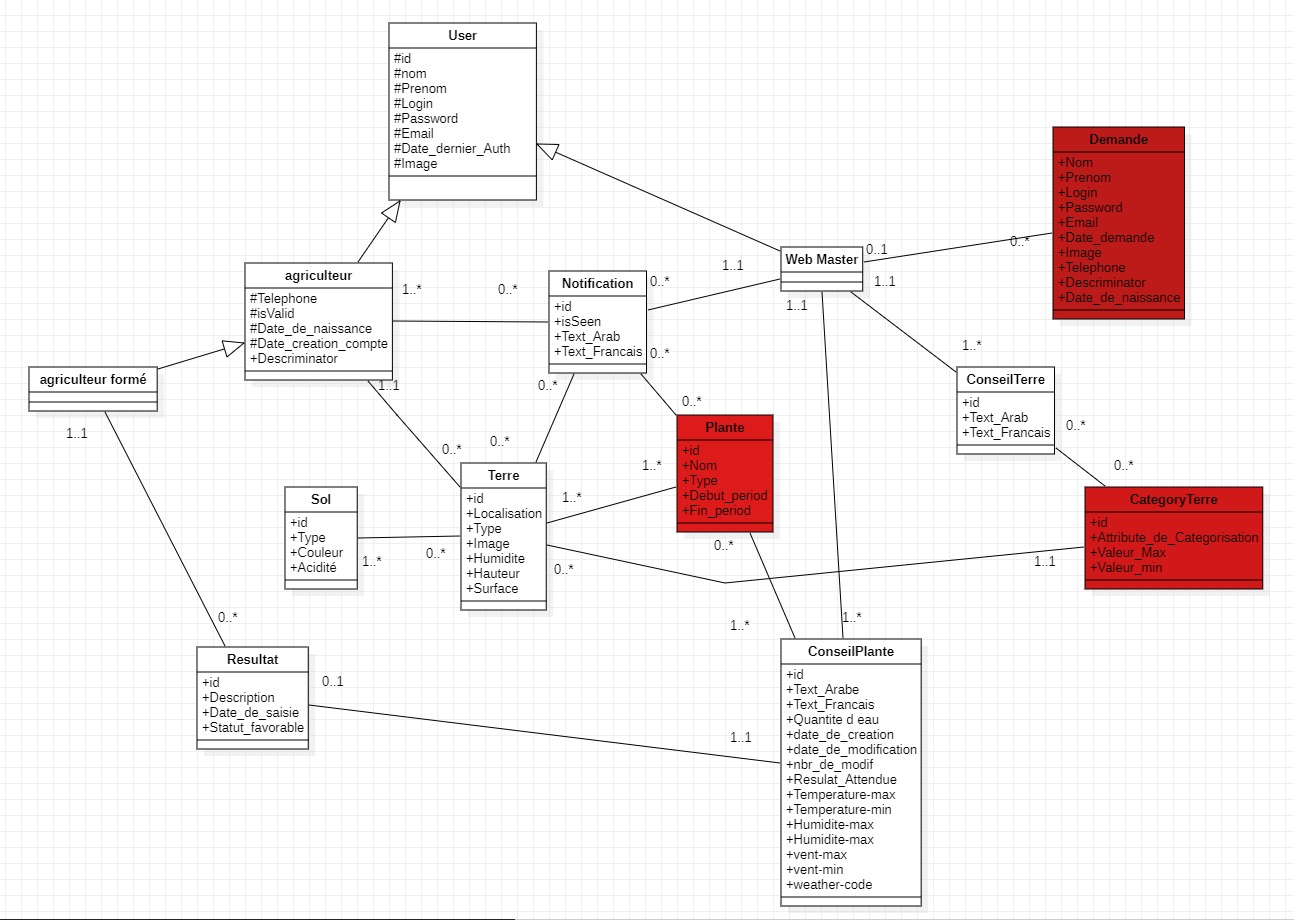 User
#id
#nom
#Prenom
#Login
#Password
#Email
#Date_dernier_Auth
#Image
Demande
+Nom
+Prenom
+Login
+Password
+Email
+Date_demande
+Image
+Telephone
+Descriminator
+Date_de_naissance
0..*
Web Master
0..1
1..1
1..1
1..1
agriculteur
#Telephone
#isValid
#Date_de_naissance
#Date_creation_compte
+Descriminator
1..*
0..*
1..1
Notification
+id
+isSeen
+Text_Arab
+Text_Francais
0..*
0..*
0..*
agriculteur formé
1..1
ConseilTerre
+id
+Text_Arab
+Text_Francais
1..*
0..*
0..*
Plante
+id
+Nom
+Type
+Debut_period
+Fin_period
0..*
1..*
0..*
Terre
+id
+Localisation
+Type
+Image
+Humidite
+Hauteur
+Surface
0..*
0..*
1..*
0..*
0..*
Sol
+id
+Type
+Couleur
+Acidité
1..*
CategoryTerre
+id
+Attribute_de_Categorisation
+Valeur_Max
+Valeur_min
1..1
Resultat
+id
+Description
+Date_de_saisie
+Statut_favorable
0..*
0..1
ConseilPlante
+id
+Text_Arabe
+Text_Francais
+Quantite d eau
+date_de_creation
+date_de_modification
+nbr_de_modif
+Resulat_Attendue
+Temperature-max
+Temperature-min
+Humidite-max
+Humidite-max
+vent-max
+vent-min
+weather-code
1..*
1..*
1..1